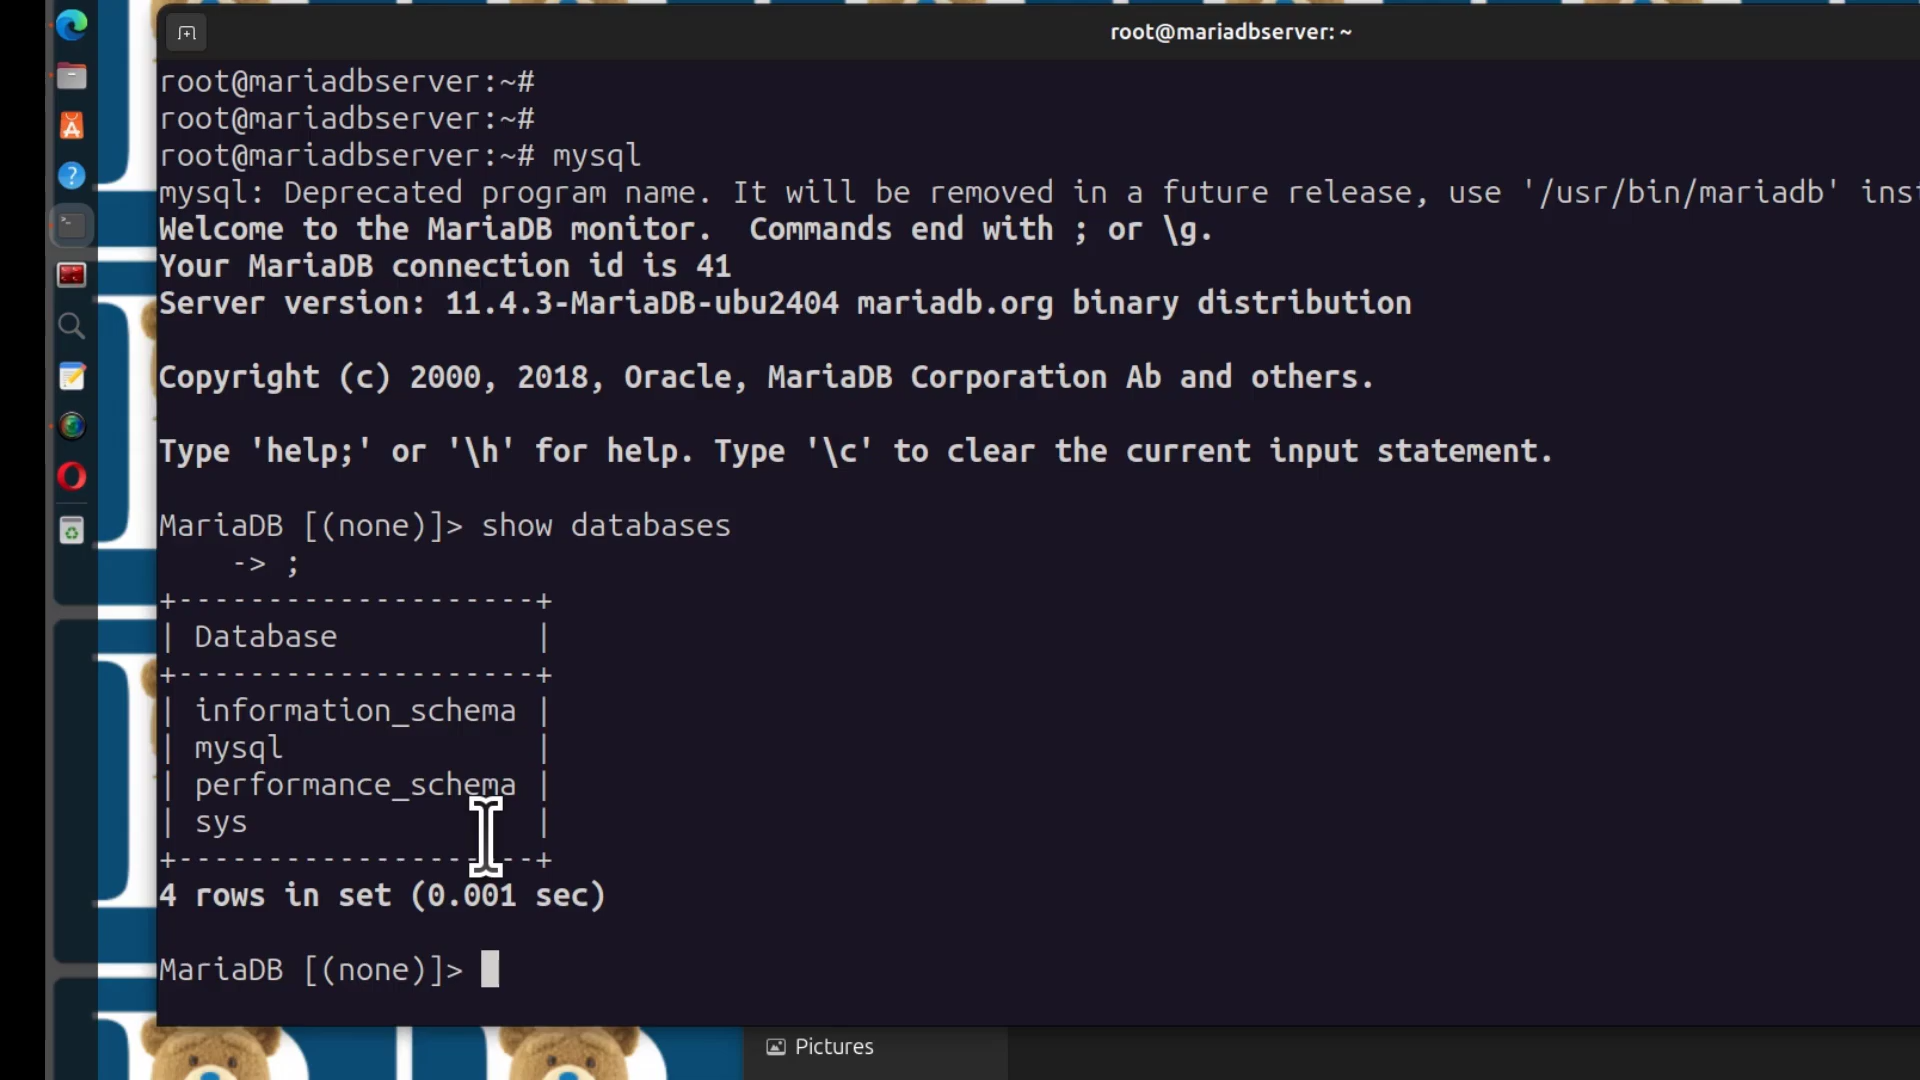 root@mariadbserver: ~
root@mariadbserver:~#
root@mariadbserver:~#
root@mariadbserver:~# mysql
mysql: Deprecated program name. It will be removed in a future release, use '/usr/bin/mariadb'
Welcome to the MariaDB monitor.  Commands end with ; or \g.
Your MariaDB connection id is 41
Server version: 11.4.3-MariaDB-ubu2404 mariadb.org binary distribution
Copyright (c) 2000, 2018, Oracle, MariaDB Corporation Ab and others.
Type 'help;' or '\h' for help. Type '\c' to clear the current input statement.
MariaDB [(none)]> show databases
    -> ;
+--------------------+
| Database           |
+--------------------+
| information_schema |
| mysql              |
| performance_schema |
| sys                |
+--------------------+
4 rows in set (0.001 sec)
MariaDB [(none)]>
Pictures